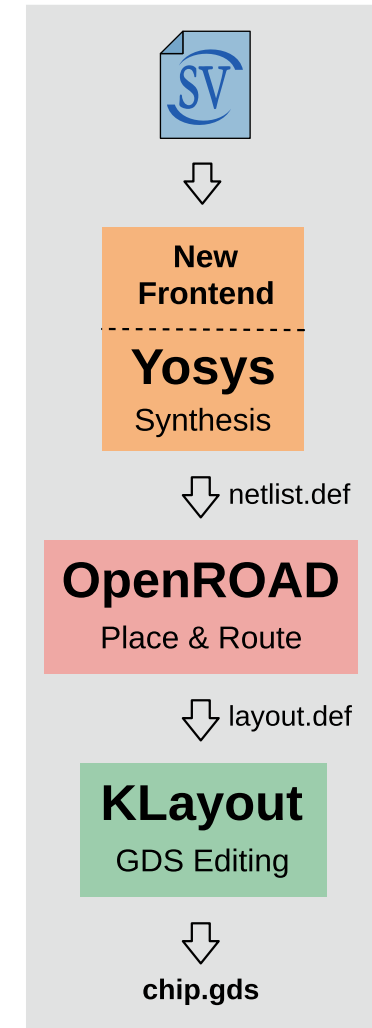 SV
New
Frontend
Yosys
Synthesis
netlist.def
OpenROAD
Place & Route
layout.def
KLayout
GDS Editing
chip.gds